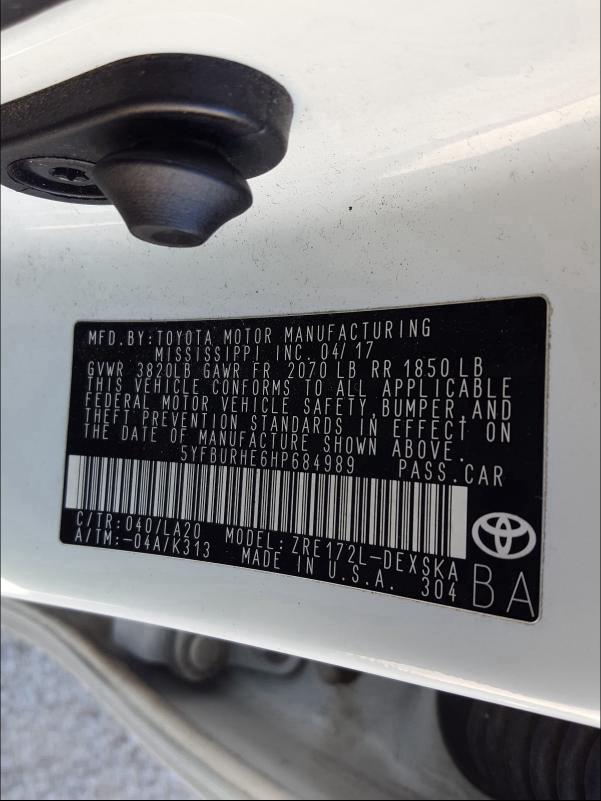 MFD.BY:TOYOTA MOTOR MANUFACTURING
MISSISSIPPI INC. 04/17
GVWR 3820LB GAWR FR 2070 LB RR 1850 LB
THIS VEHICLE CONFORMS TO ALL APPLICABLE
FEDERAL MOTOR VEHICLE SAFETY,BUMPER,AND
THEFT PREVENTION STANDARDS IN EFFECT ON
THE DATE OF MANUFACTURE SHOWN ABOVE.
5YFBURHE6HP684989 PASS.CAR
C/TR:040/LA20 MODEL:ZRE172L-DEXSKA
A/TM:-04A/K313 MADE IN U.S.A. 304
BA